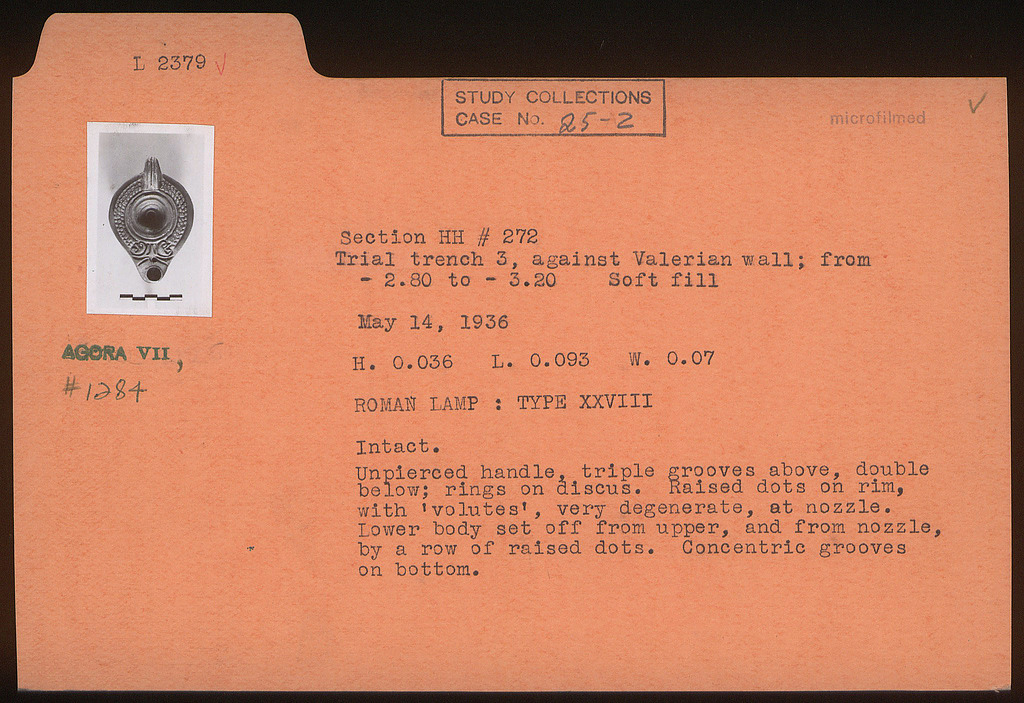 L 2379 √
STUDY COLLECTIONS
CASE No. 25-2
microfilmed
Section HH # 272
Trial trench 3, against Valerian wall; from
- 2.80 to - 3.20 Soft fill
May 14, 1936
AGORA VII,
#1284
H. 0.036 L. 0.093 W. 0.07
ROMAN LAMP : TYPE XXVIII
Intact.
Unpierced handle, triple grooves above, double
below; rings on discus. Raised dots on rim,
with 'volutes', very degenerate, at nozzle.
Lower body set off from upper, and from nozzle,
by a row of raised dots. Concentric grooves
on bottom.